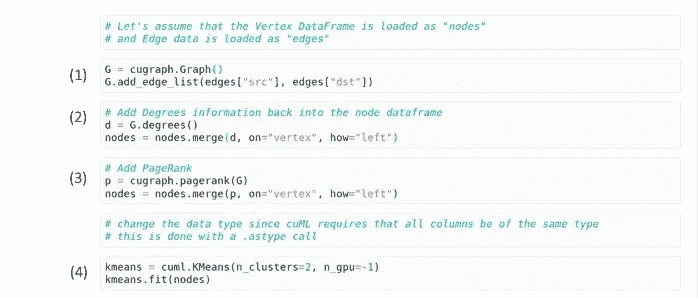 # Let's assume that the Vertex DataFrame is loaded as "nodes"
# and Edge data is loaded as "edges"
(1)
G = cugraph.Graph()
G.add_edge_list(edges["src"], edges["dst"])
(2)
# Add Degrees information back into the node dataframe
d = G.degrees()
nodes = nodes.merge(d, on="vertex", how="left")
(3)
# Add PageRank
p = cugraph.pagerank(G)
nodes = nodes.merge(p, on="vertex", how="left")
# change the data type since cuML requires that all columns be of the same type
# this is done with a .astype call
(4)
kmeans = cuml.KMeans(n_clusters=2, n_gpu=-1)
kmeans.fit(nodes)